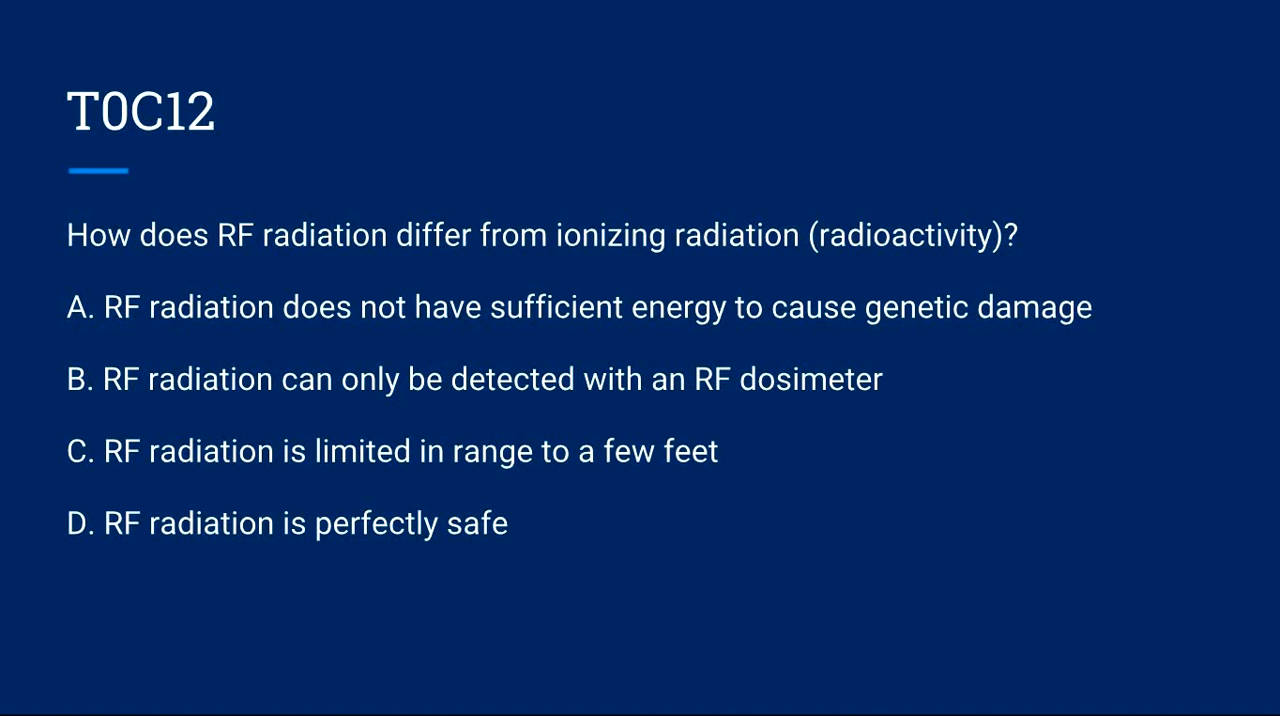 T0C12
How does RF radiation differ from ionizing radiation (radioactivity)?
A. RF radiation does not have sufficient energy to cause genetic damage
B. RF radiation can only be detected with an RF dosimeter
C. RF radiation is limited in range to a few feet
D. RF radiation is perfectly safe